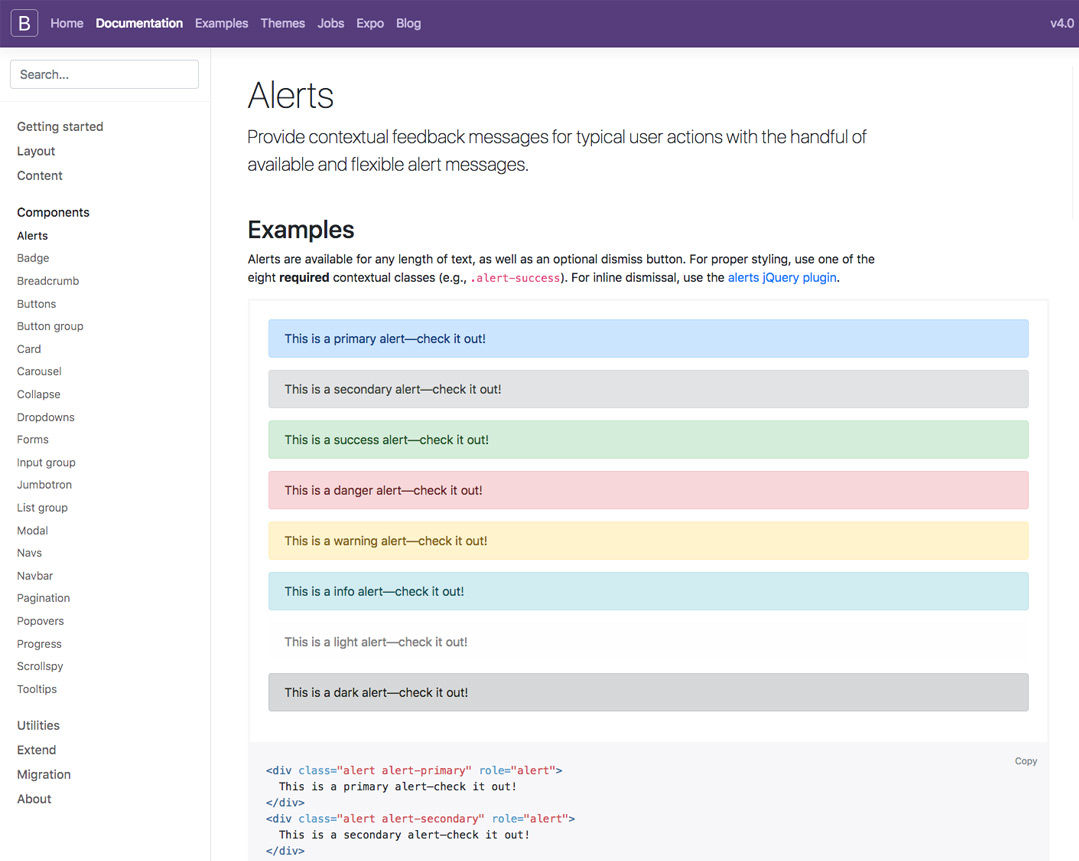 B Home Documentation Examples Themes Jobs Expo Blog v4.0
Search...
Getting started
Layout
Content
Components
Alerts
Badge
Breadcrumb
Buttons
Button group
Card
Carousel
Collapse
Dropdowns
Forms
Input group
Jumbotron
List group
Modal
Navs
Navbar
Pagination
Popovers
Progress
Scrollspy
Tooltips
Utilities
Extend
Migration
About
Alerts
Provide contextual feedback messages for typical user actions with the handful of
available and flexible alert messages.
Examples
Alerts are available for any length of text, as well as an optional dismiss button. For proper styling, use one of the
eight required contextual classes (e.g., .alert-success). For inline dismissal, use the alerts jQuery plugin.
This is a primary alert—check it out!
This is a secondary alert—check it out!
This is a success alert—check it out!
This is a danger alert—check it out!
This is a warning alert—check it out!
This is a info alert—check it out!
This is a light alert—check it out!
This is a dark alert—check it out!
Copy
<div class="alert alert-primary" role="alert">
  This is a primary alert—check it out!
</div>
<div class="alert alert-secondary" role="alert">
  This is a secondary alert—check it out!
</div>